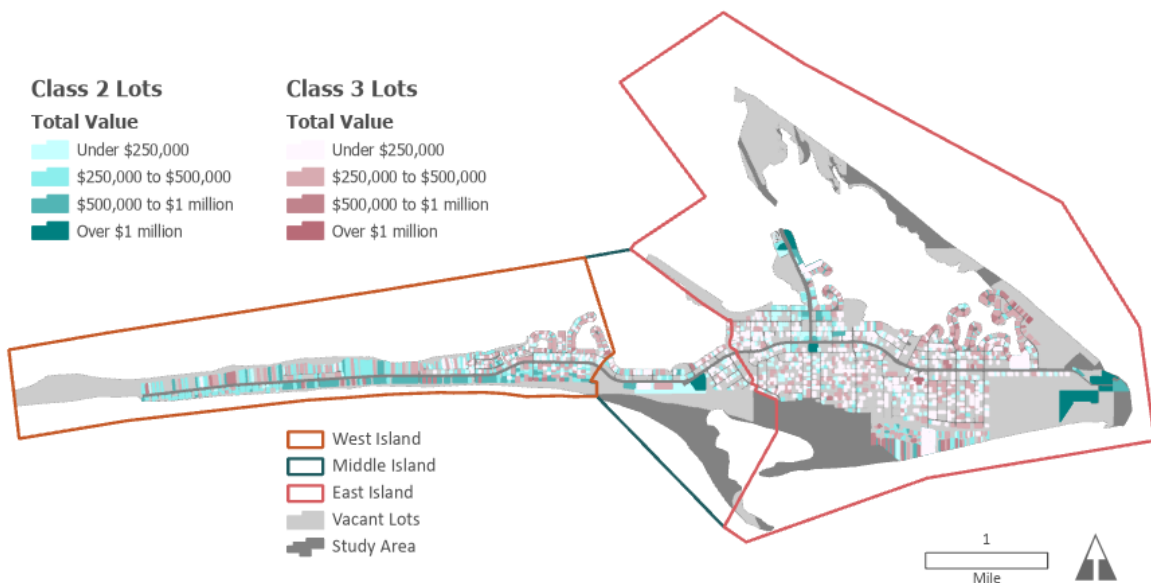 Class 2 Lots
Total Value
Under $250,000
$250,000 to $500,000
$500,000 to $1 million
Over $1 million
Class 3 Lots
Total Value
Under $250,000
$250,000 to $500,000
$500,000 to $1 million
Over $1 million
West Island
Middle Island
East Island
Vacant Lots
Study Area
1
Mile